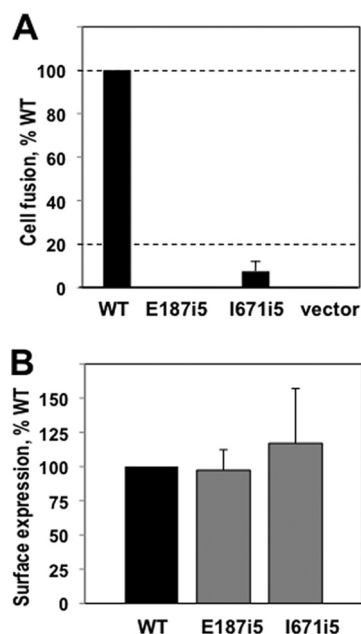 A
Cell fusion, % WT
100
80
60
40
20
0
WT E187i5 I671i5 vector
B
Surface expression, % WT
150
125
100
75
50
25
0
WT E187i5 I671i5